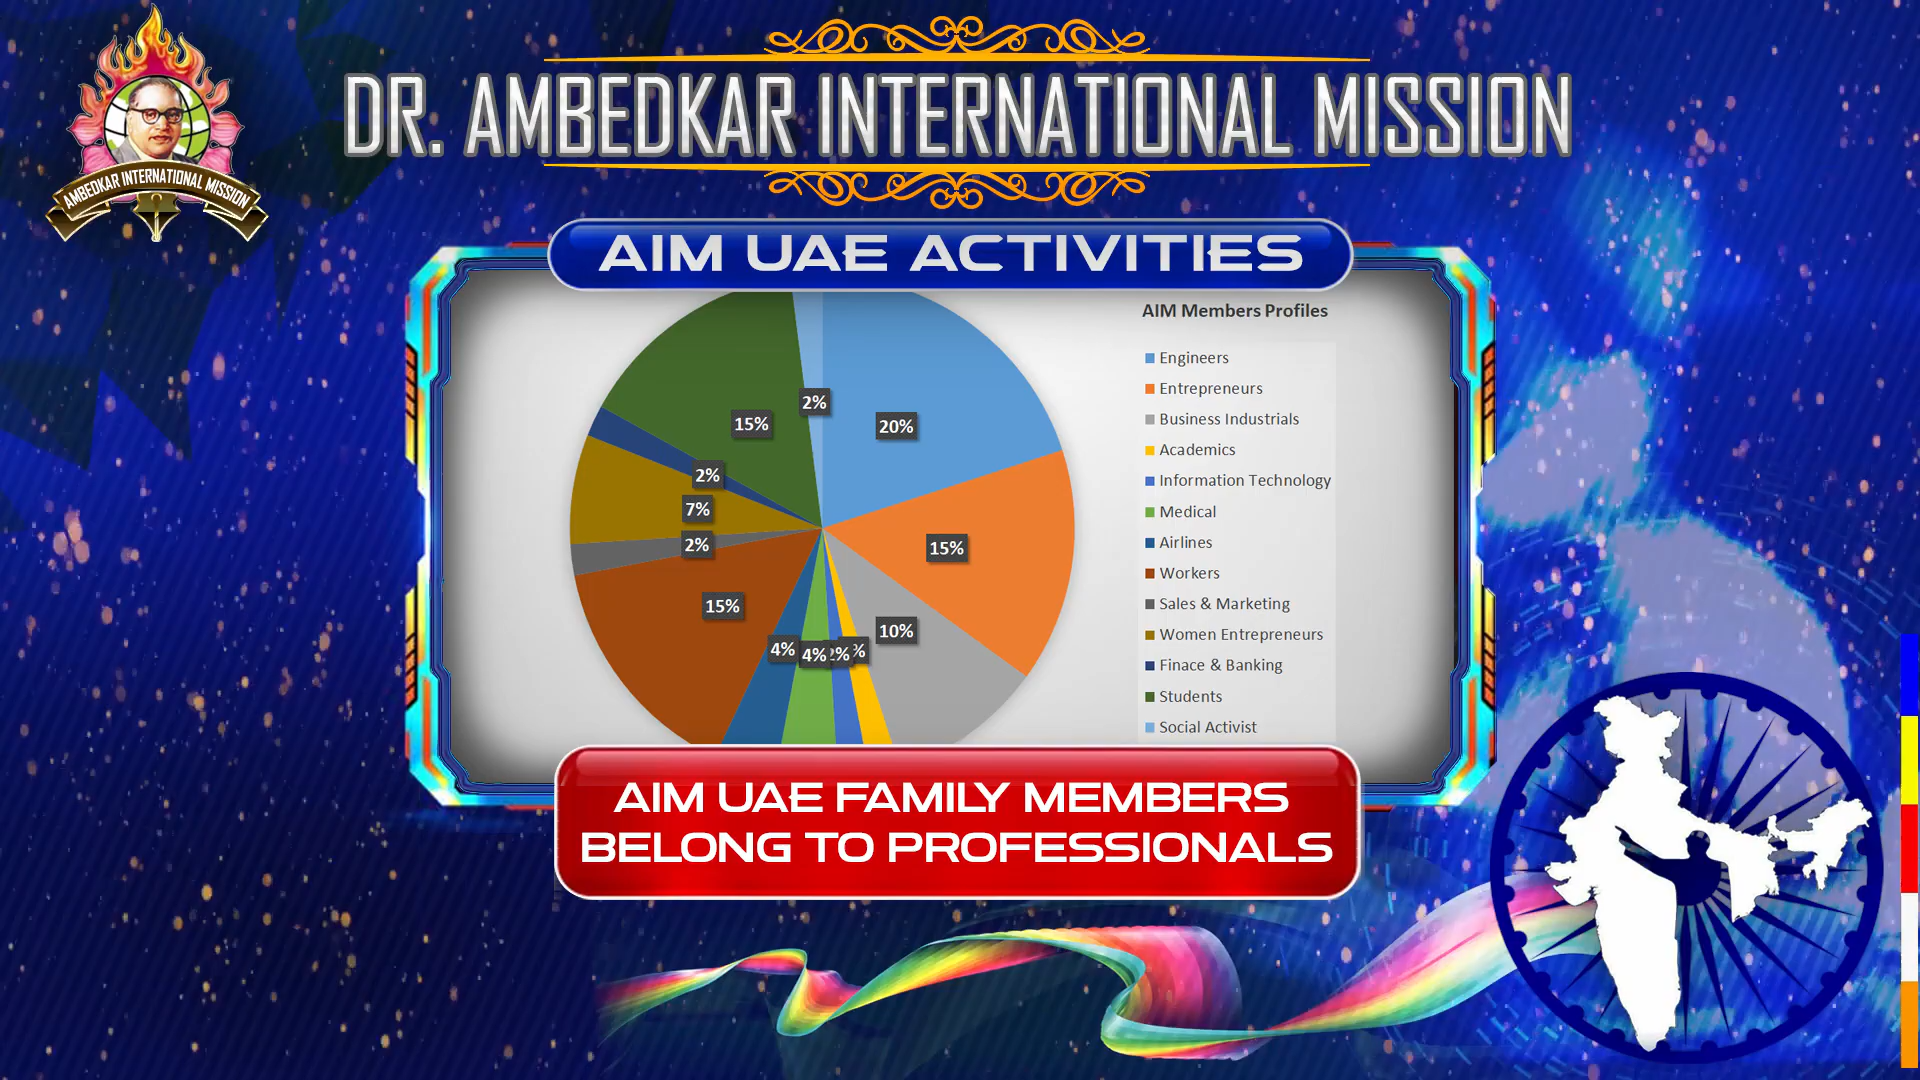 DR. AMBEDKAR INTERNATIONAL MISSION
AMBEDKAR INTERNATIONAL MISSION
AIM UAE ACTIVITIES
AIM Members Profiles
Engineers
Entrepreneurs
Business Industrials
Academics
Information Technology
Medical
Airlines
Workers
Sales & Marketing
Women Entrepreneurs
Finace & Banking
Students
Social Activist
2%
15%
20%
2%
7%
2%
15%
15%
10%
4%
4%
2%
%
AIM UAE FAMILY MEMBERS
BELONG TO PROFESSIONALS